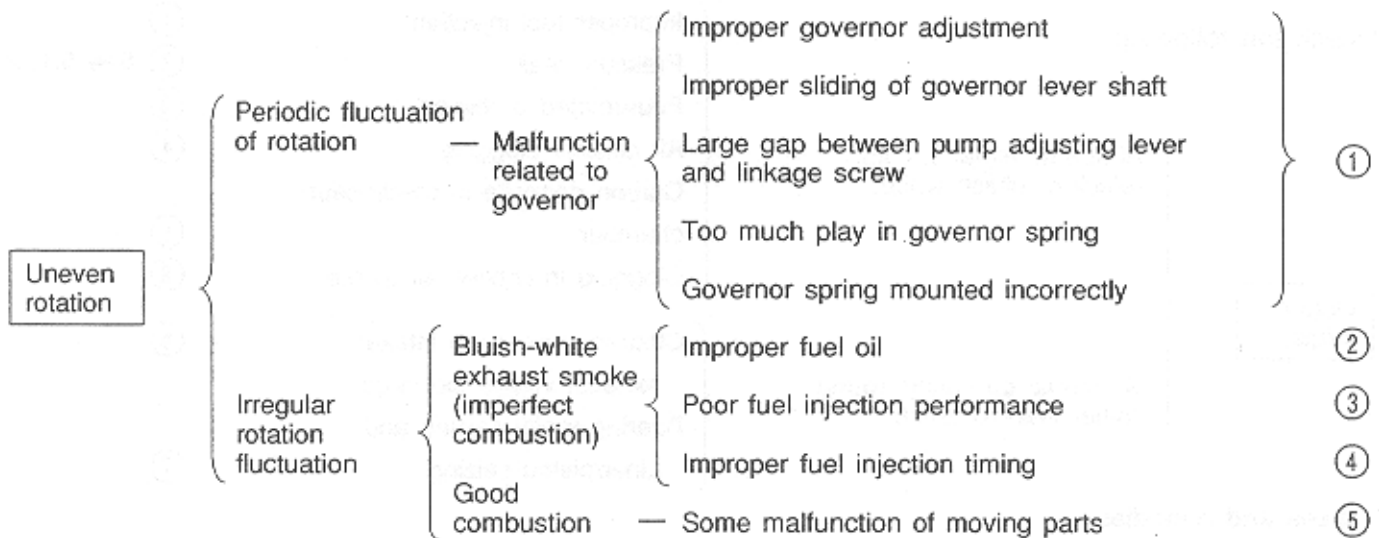 Uneven
rotation
Periodic fluctuation
of rotation
— Malfunction
related to
governor
Improper governor adjustment
Improper sliding of governor lever shaft
Large gap between pump adjusting lever
and linkage screw
Too much play in governor spring
Governor spring mounted incorrectly
①
Irregular
rotation
fluctuation
Bluish-white
exhaust smoke
(imperfect
combustion)
Improper fuel oil ②
Poor fuel injection performance ③
Improper fuel injection timing ④
Good
combustion — Some malfunction of moving parts ⑤